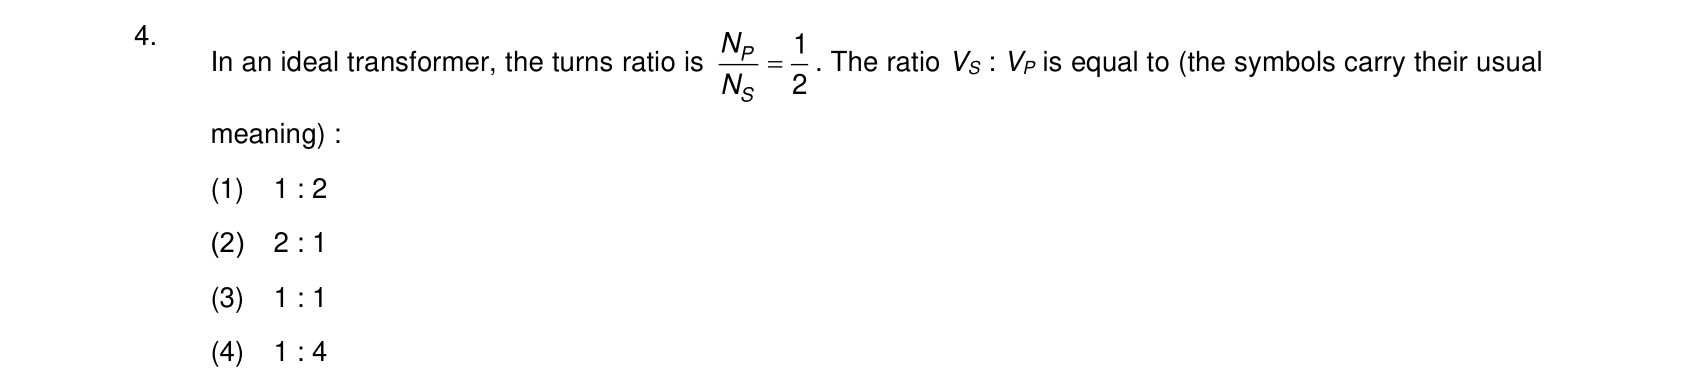 4.
In an ideal transformer, the turns ratio is N_P/N_S = 1/2. The ratio V_S : V_P is equal to (the symbols carry their usual
meaning) :
(1) 1 : 2
(2) 2 : 1
(3) 1 : 1
(4) 1 : 4